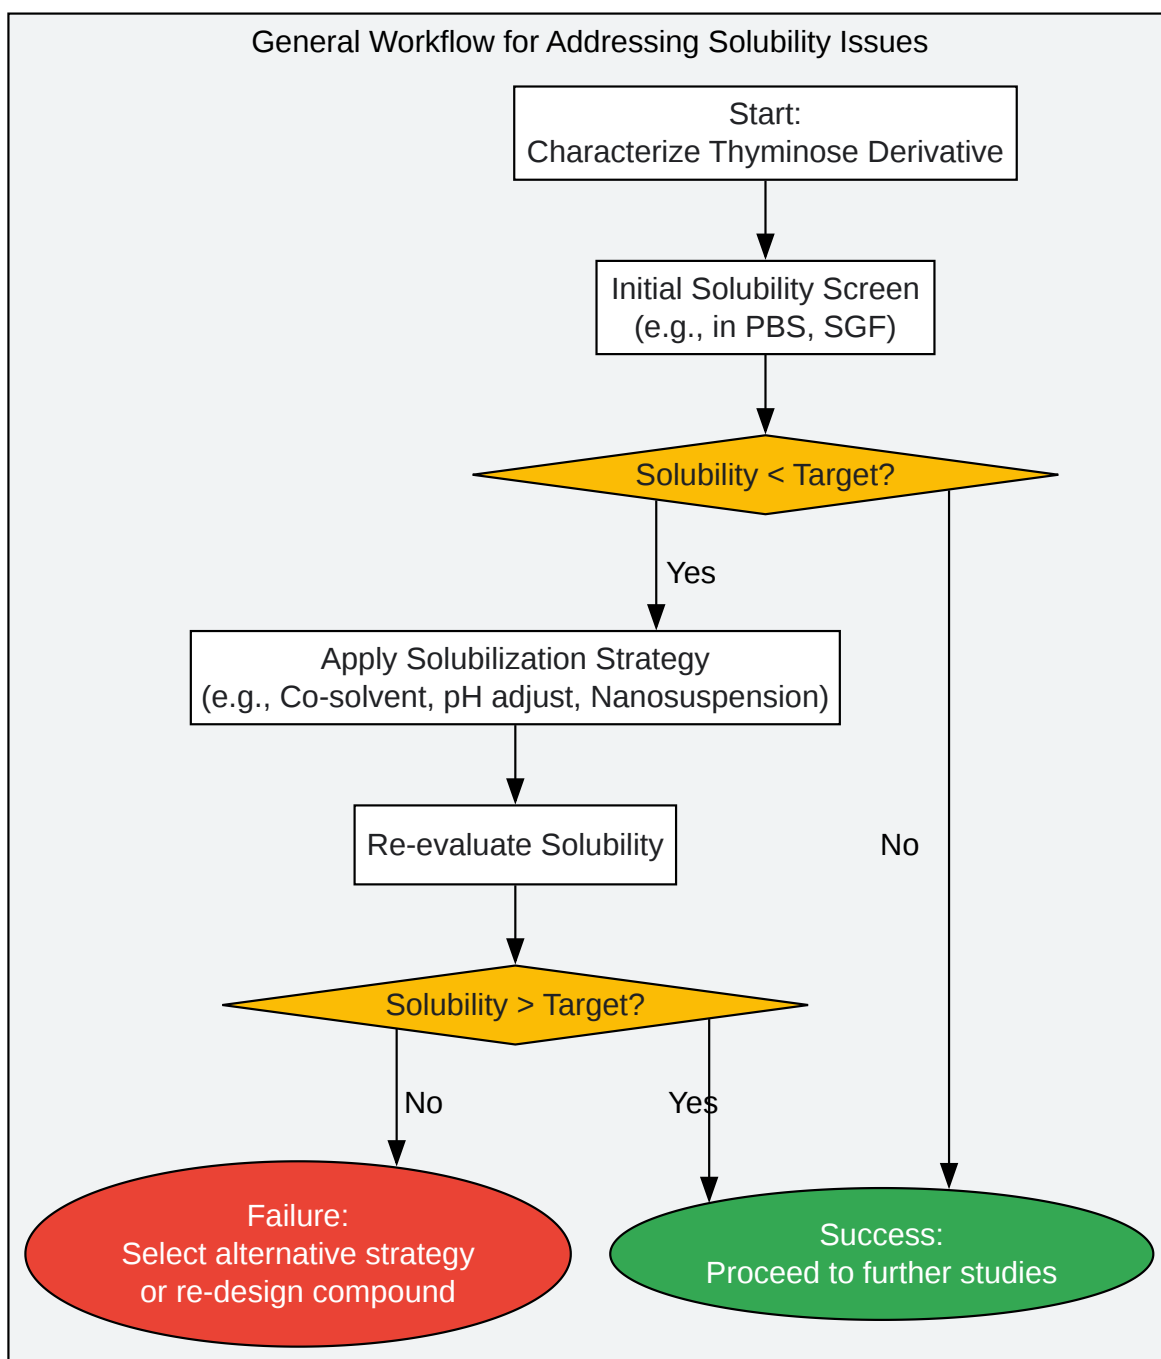 General Workflow for Addressing Solubility Issues
Start:
Characterize Thyminose Derivative
Initial Solubility Screen
(e.g., in PBS, SGF)
Solubility < Target?
Yes
Apply Solubilization Strategy
(e.g., Co-solvent, pH adjust, Nanosuspension)
Re-evaluate Solubility
No
Solubility > Target?
No
Yes
Failure:
Select alternative strategy
or re-design compound
Success:
Proceed to further studies